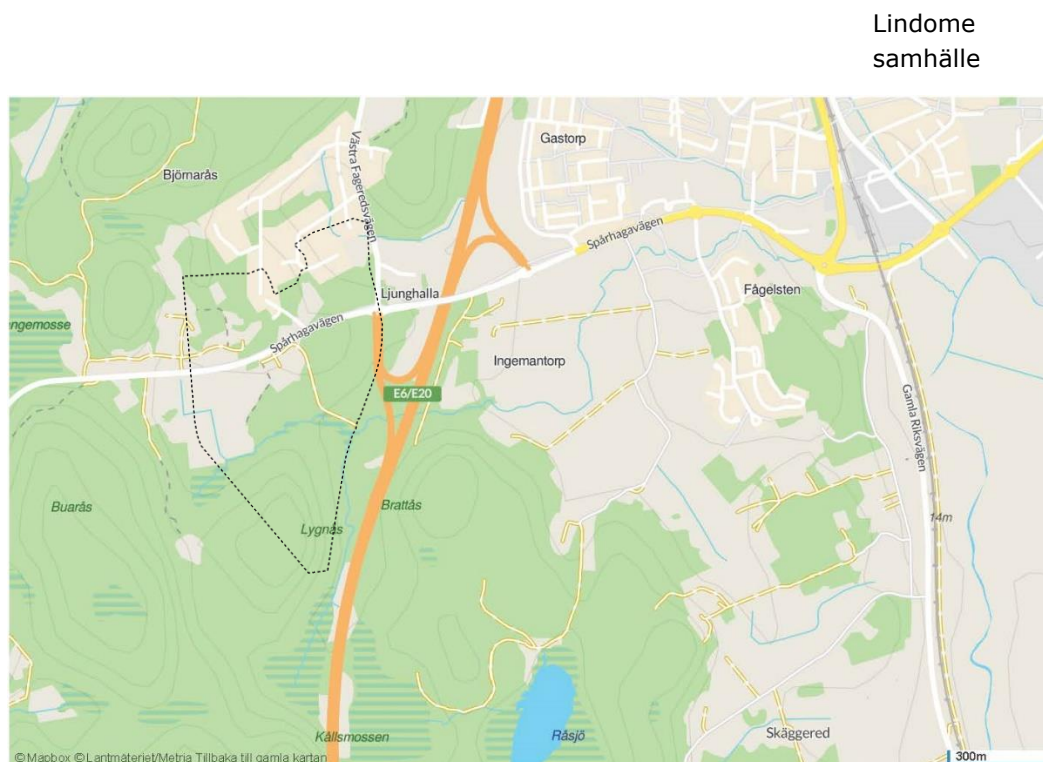 Lindome
samhälle
Västra Fageredsvägen
Gastorp
Björnarås
Spårhagavägen
Ljunghalla
Fågelsten
ngemosse
Spårhagavägen
Ingemantorp
E6/E20
Gamla Riksvägen
Buarås
Brattås
Lygnås
14m
Kållsmossen
Råsjö
Skäggered
© Mapbox © Lantmäteriet/Metria Tillbaka till gamla kartan
300m